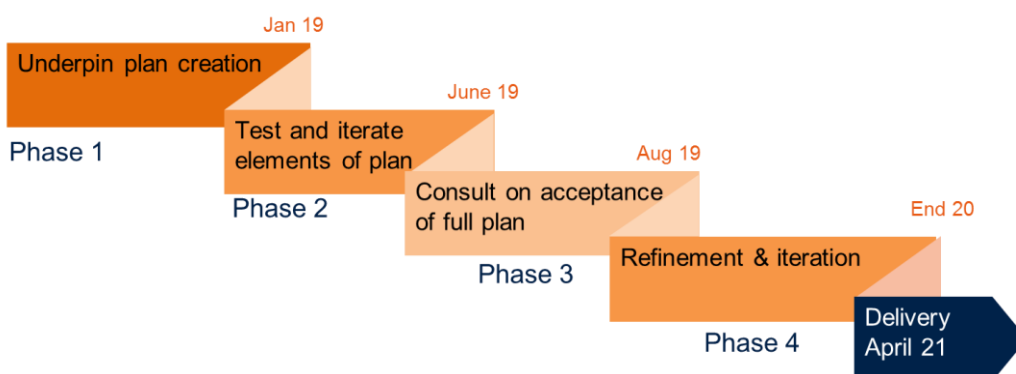 Jan 19
Underpin plan creation
Phase 1
June 19
Test and iterate
elements of plan
Phase 2
Aug 19
Consult on acceptance
of full plan
Phase 3
End 20
Refinement & iteration
Phase 4
Delivery
April 21